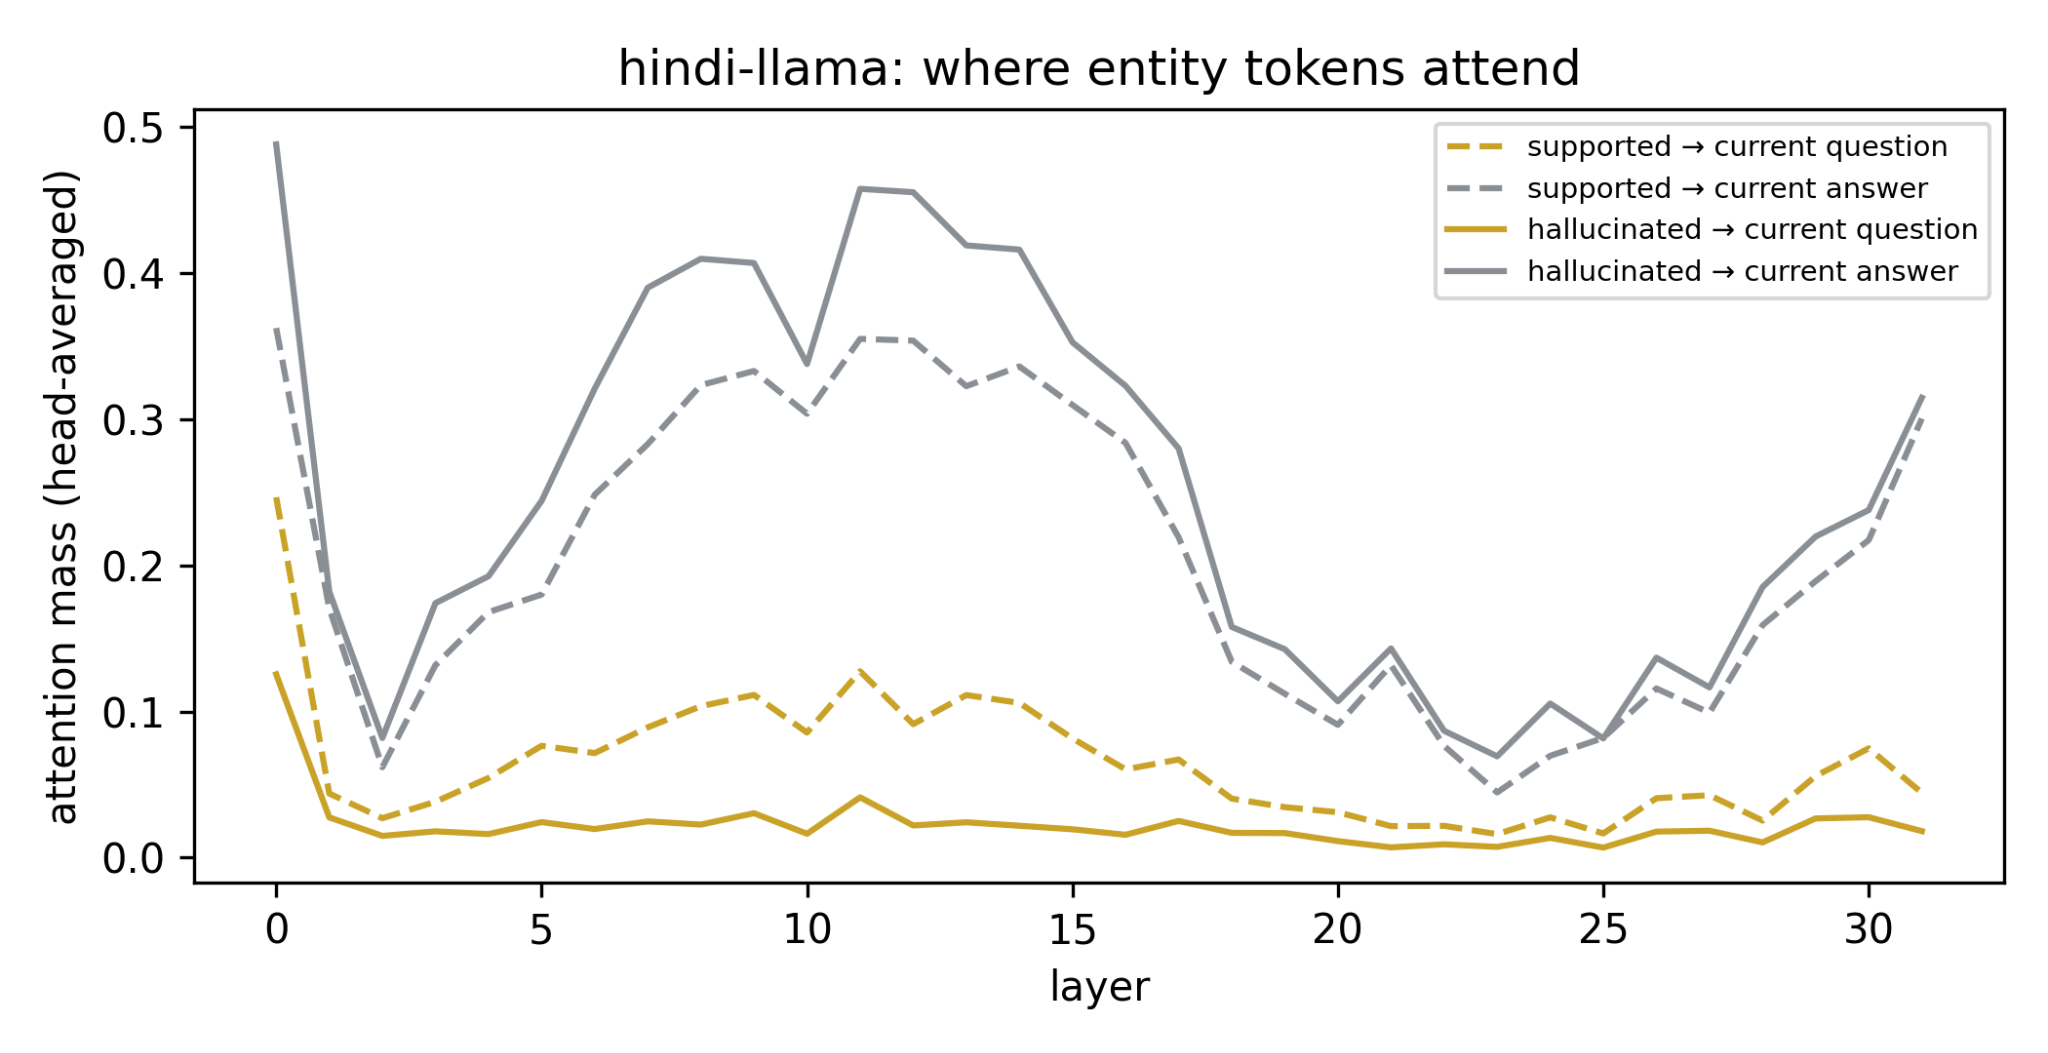 hindi-llama: where entity tokens attend
attention mass (head-averaged)
0.5
0.4
0.3
0.2
0.1
0.0
supported → current question
supported → current answer
hallucinated → current question
hallucinated → current answer
0 5 10 15 20 25 30
layer